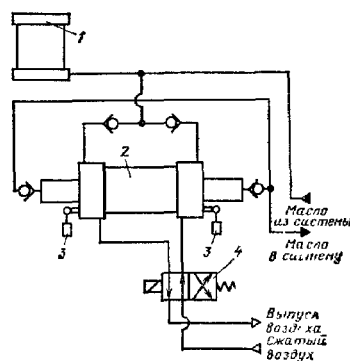 1
2
3
3
4
Масло
из системы
Масло
в систему
Выпуск
воздуха
Сжатый
воздух